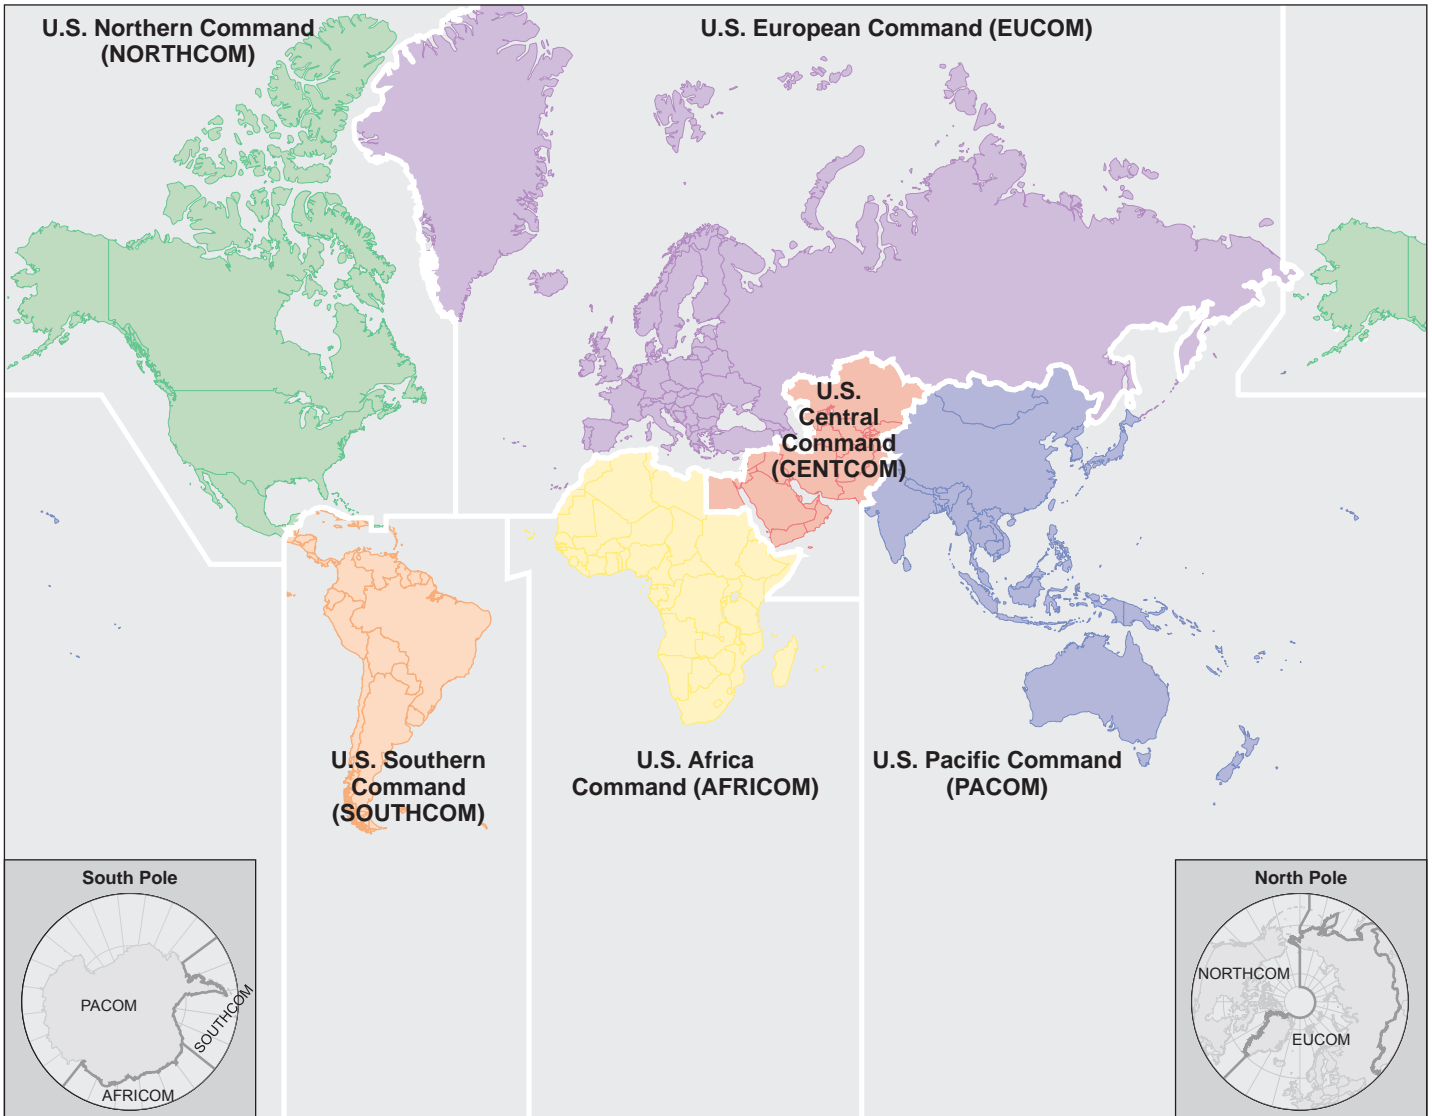 U.S. Northern Command
(NORTHCOM)
U.S. European Command (EUCOM)
U.S.
Central
Command
(CENTCOM)
U.S. Southern
Command
(SOUTHCOM)
U.S. Africa
Command (AFRICOM)
U.S. Pacific Command
(PACOM)
South Pole
PACOM
SOUTHCOM
AFRICOM
North Pole
NORTHCOM
EUCOM